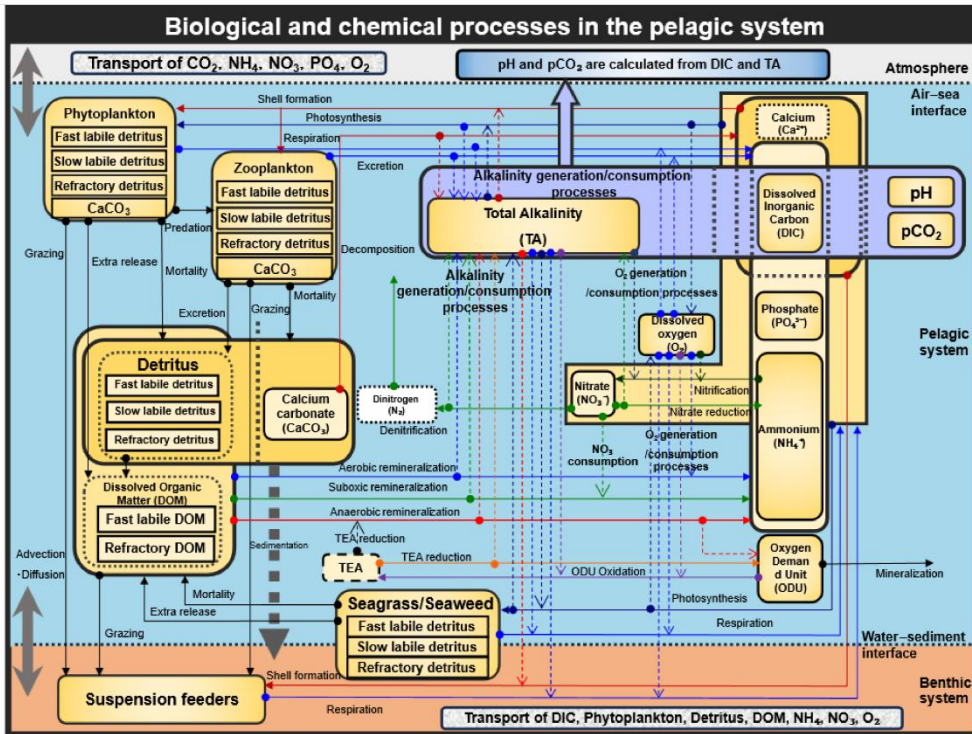 Biological and chemical processes in the pelagic system
Transport of CO₂, NH₄, NO₃, PO₄, O₂
pH and pCO₂ are calculated from DIC and TA
Atmosphere
Air–sea
interface
Shell formation
Photosynthesis
Respiration
Excretion
Phytoplankton
Fast labile detritus
Slow labile detritus
Refractory detritus
CaCO₃
Zooplankton
Fast labile detritus
Slow labile detritus
Refractory detritus
CaCO₃
Predation
Grazing
Extra release
Mortality
Decomposition
Excretion
Grazing
Mortality
Alkalinity generation/consumption
processes
Total Alkalinity
(TA)
Alkalinity
generation/consumption
processes
Calcium
(Ca²⁺)
Dissolved
Inorganic
Carbon
(DIC)
pH
pCO₂
O₂ generation
/consumption processes
Dissolved
oxygen
(O₂)
Phosphate
(PO₄²⁻)
Pelagic
system
Detritus
Fast labile detritus
Slow labile detritus
Refractory detritus
Calcium
carbonate
(CaCO₃)
Dinitrogen
(N₂)
Denitrification
Nitrate
(NO₃⁻)
Nitrification
Nitrate reduction
Ammonium
(NH₄⁺)
NO₃
consumption
O₂ generation
/consumption
processes
Aerobic remineralization
Suboxic remineralization
Anaerobic remineralization
Dissolved Organic
Matter (DOM)
Fast labile DOM
Refractory DOM
Sedimentation
TEA reduction
TEA reduction
TEA
ODU Oxidation
Oxygen
Deman
d Unit
(ODU)
Mineralization
Advection
・Diffusion
Mortality
Extra release
Grazing
Seagrass/Seaweed
Fast labile detritus
Slow labile detritus
Refractory detritus
Photosynthesis
Respiration
Water–sediment
interface
Suspension feeders
Shell formation
Respiration
Benthic
system
Transport of DIC, Phytoplankton, Detritus, DOM, NH₄, NO₃, O₂